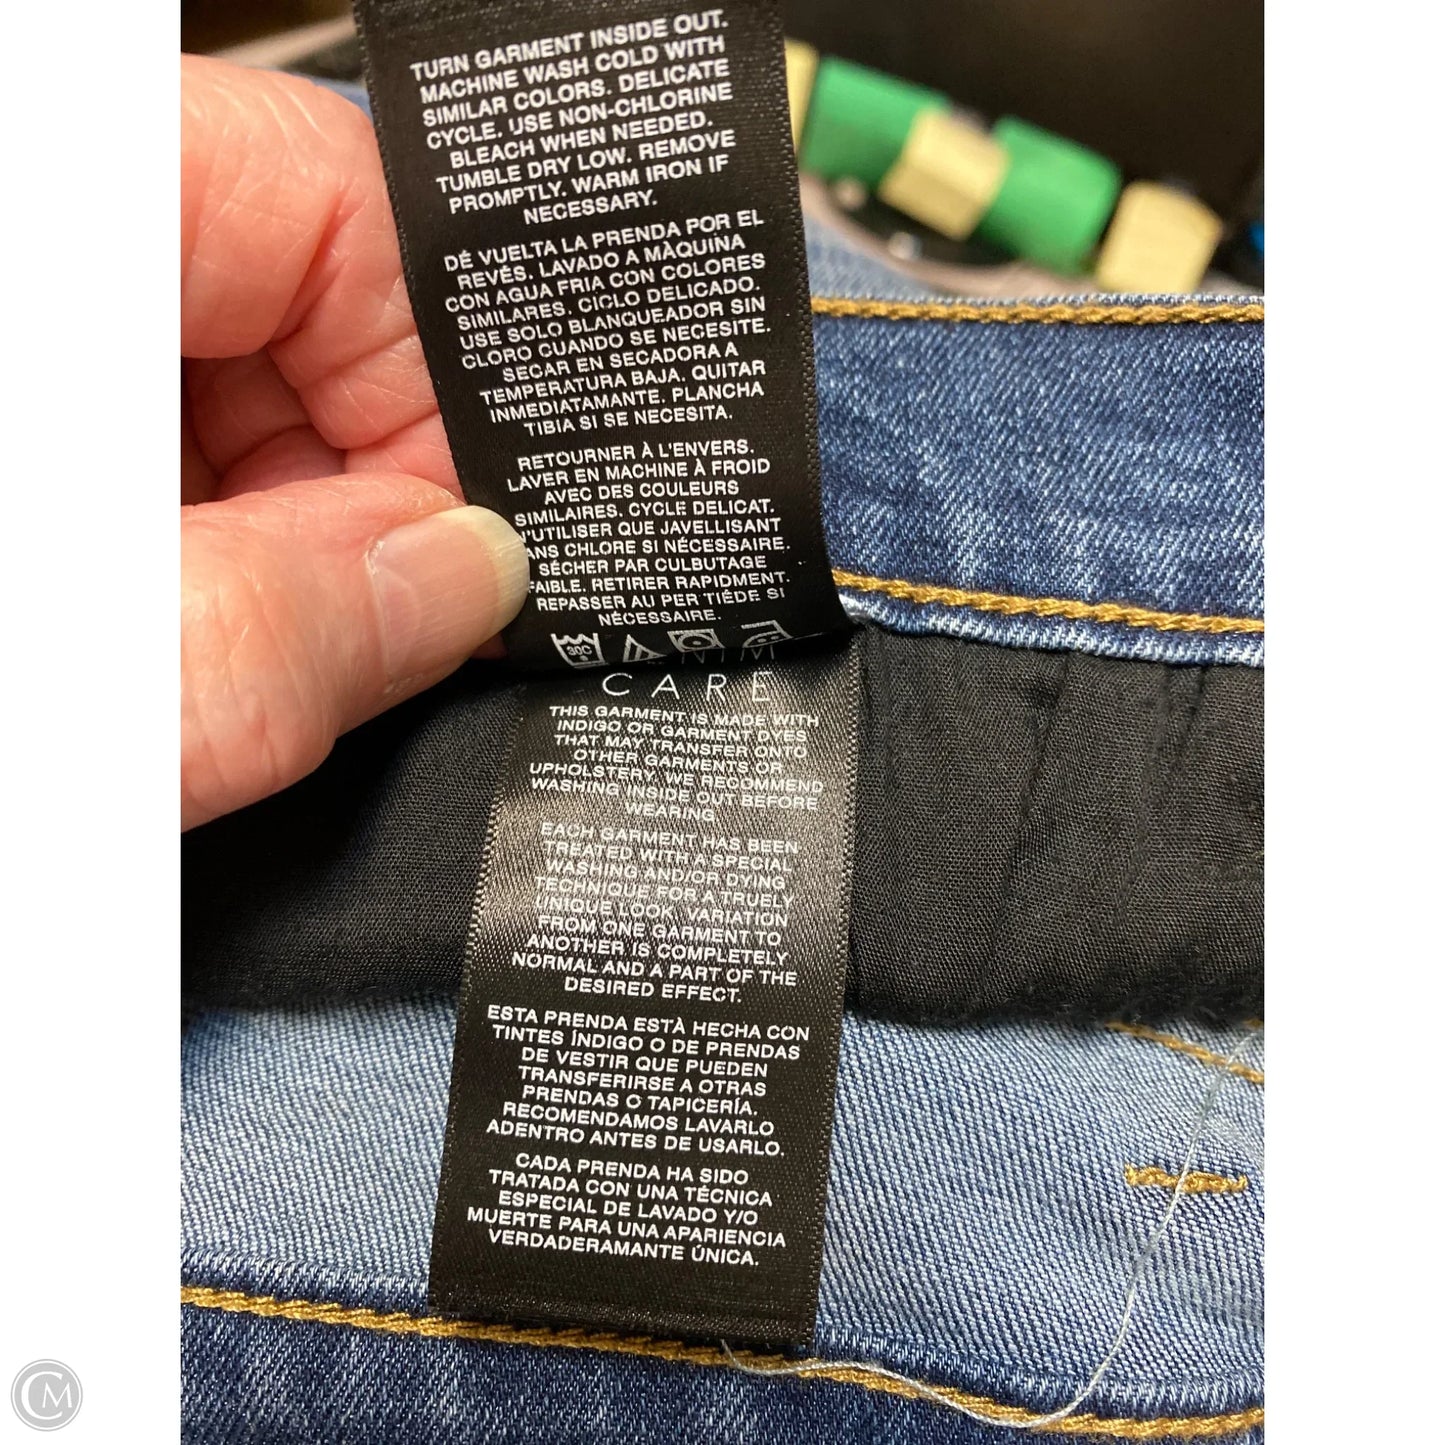 TURN GARMENT INSIDE OUT.
MACHINE WASH COLD WITH
SIMILAR COLORS. DELICATE
CYCLE. USE NON-CHLORINE
BLEACH WHEN NEEDED.
TUMBLE DRY LOW. REMOVE
PROMPTLY. WARM IRON IF
NECESSARY.
DÉ VUELTA LA PRENDA POR EL
REVÉS. LAVADO A MÀQUINA
CON AGUA FRIA CON COLORES
SIMILARES. CICLO DELICADO.
USE SOLO BLANQUEADOR SIN
CLORO CUANDO SE NECESITE.
SECAR EN SECADORA A
TEMPERATURA BAJA. QUITAR
INMEDIATAMANTE. PLANCHA
TIBIA SI SE NECESITA.
RETOURNER À L'ENVERS.
LAVER EN MACHINE À FROID
AVEC DES COULEURS
SIMILAIRES. CYCLE DELICAT.
N'UTILISER QUE JAVELLISANT
ANS CHLORE SI NÉCESSAIRE.
SÉCHER PAR CULBUTAGE
FAIBLE. RETIRER RAPIDMENT.
REPASSER AU PER TIÉDE SI
NÉCESSAIRE.
30C
NIM
CARE
THIS GARMENT IS MADE WITH
INDIGO OR GARMENT DYES
THAT MAY TRANSFER ONTO
OTHER GARMENTS OR
UPHOLSTERY. WE RECOMMEND
WASHING INSIDE OUT BEFORE
WEARING
EACH GARMENT HAS BEEN
TREATED WITH A SPECIAL
WASHING AND/OR DYING
TECHNIQUE FOR A TRUELY
UNIQUE LOOK. VARIATION
FROM ONE GARMENT TO
ANOTHER IS COMPLETELY
NORMAL AND A PART OF THE
DESIRED EFFECT.
ESTA PRENDA ESTÀ HECHA CON
TINTES ÍNDIGO O DE PRENDAS
DE VESTIR QUE PUEDEN
TRANSFERIRSE A OTRAS
PRENDAS O TAPICERÍA.
RECOMENDAMOS LAVARLO
ADENTRO ANTES DE USARLO.
CADA PRENDA HA SIDO
TRATADA CON UNA TÉCNICA
ESPECIAL DE LAVADO Y/O
MUERTE PARA UNA APARIENCIA
VERDADERAMANTE ÚNICA.
CM